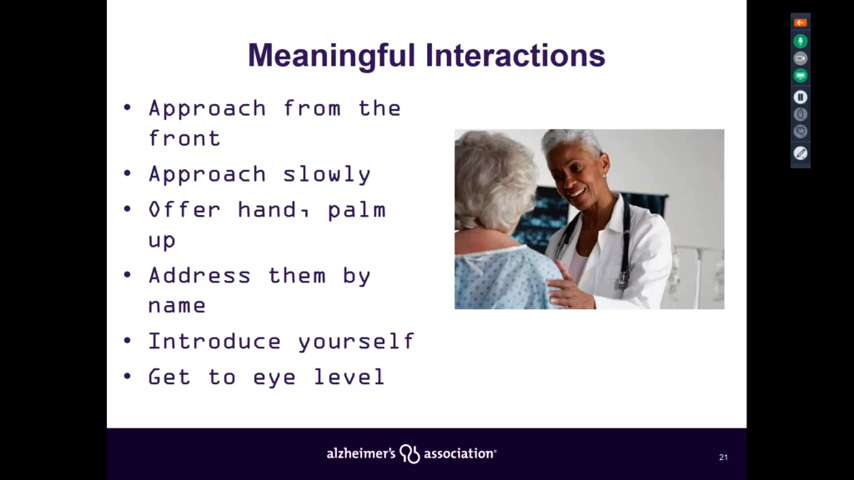 Meaningful Interactions
• Approach from the
front
• Approach slowly
• Offer hand, palm
up
• Address them by
name
• Introduce yourself
• Get to eye level
alzheimer's association®
21